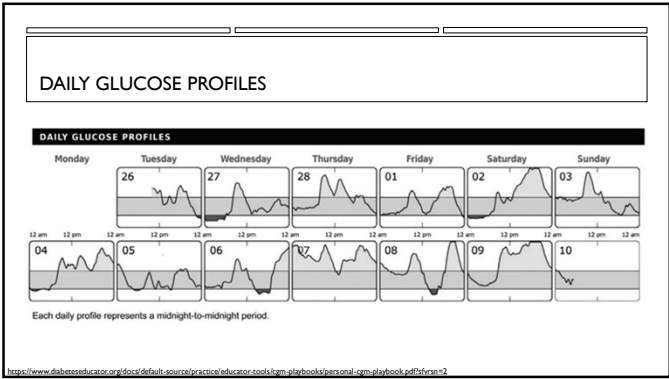 DAILY GLUCOSE PROFILES
DAILY GLUCOSE PROFILES
Monday Tuesday Wednesday Thursday Friday Saturday Sunday
26 27 28 01 02 03
12 am 12 pm 12 am 12 pm 12 am 12 pm 12 am 12 pm 12 am 12 pm 12 am 12 pm 12 am 12 pm 12 am
04 05 06 07 08 09 10
Each daily profile represents a midnight-to-midnight period.
https://www.diabeteseducator.org/docs/default-source/practice/educator-tools/cgm-playbooks/personal-cgm-playbook.pdf?sfvrsn=2